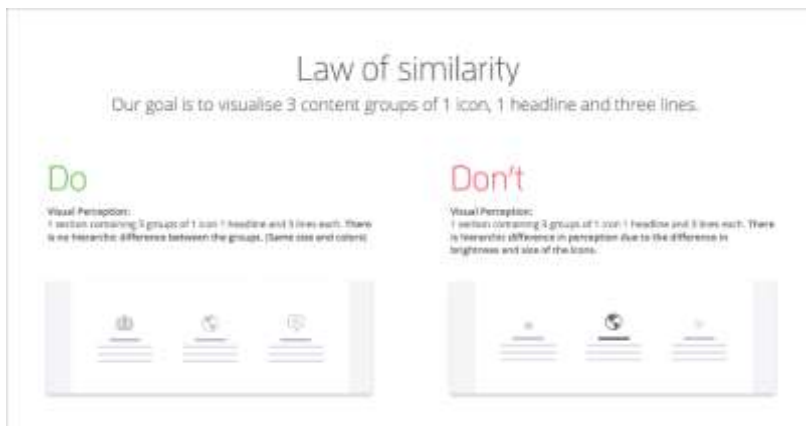 Law of similarity
Our goal is to visualise 3 content groups of 1 icon, 1 headline and three lines.
Do
Visual Perception:
1 section containing 3 groups of 1 icon 1 headline and 3 lines each. There
is no hierarchic difference between the groups. (Same size and colors)
Don't
Visual Perception:
1 section containing 3 groups of 1 icon 1 headline and 3 lines each. There
is hierarchic difference in perception due to the difference in
brightness and size of the icons.